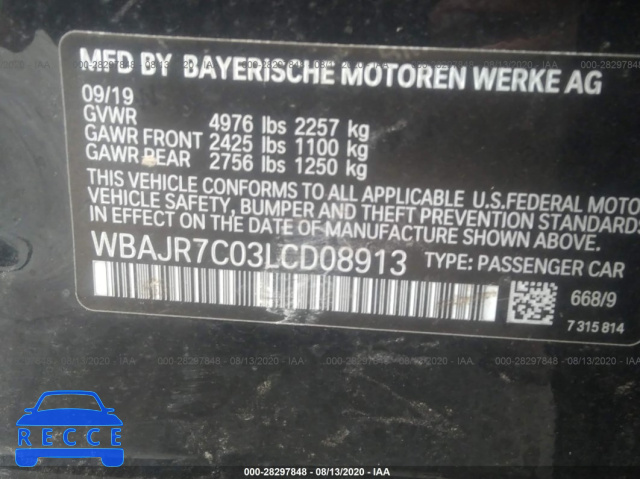 MFD BY BAYERISCHE MOTOREN WERKE AG
09/19
GVWR 4976 lbs 2257 kg
GAWR FRONT 2425 lbs 1100 kg
GAWR REAR 2756 lbs 1250 kg
THIS VEHICLE CONFORMS TO ALL APPLICABLE U.S.FEDERAL MOTO
VEHICLE SAFETY, BUMPER AND THEFT PREVENTION STANDARDS
IN EFFECT ON THE DATE OF MANUFACTURE SHOWN ABOVE.
WBAJR7C03LCD08913 TYPE: PASSENGER CAR
668/9
7 315 814
RECCE
000-28297848 - 08/13/2020 - IAA